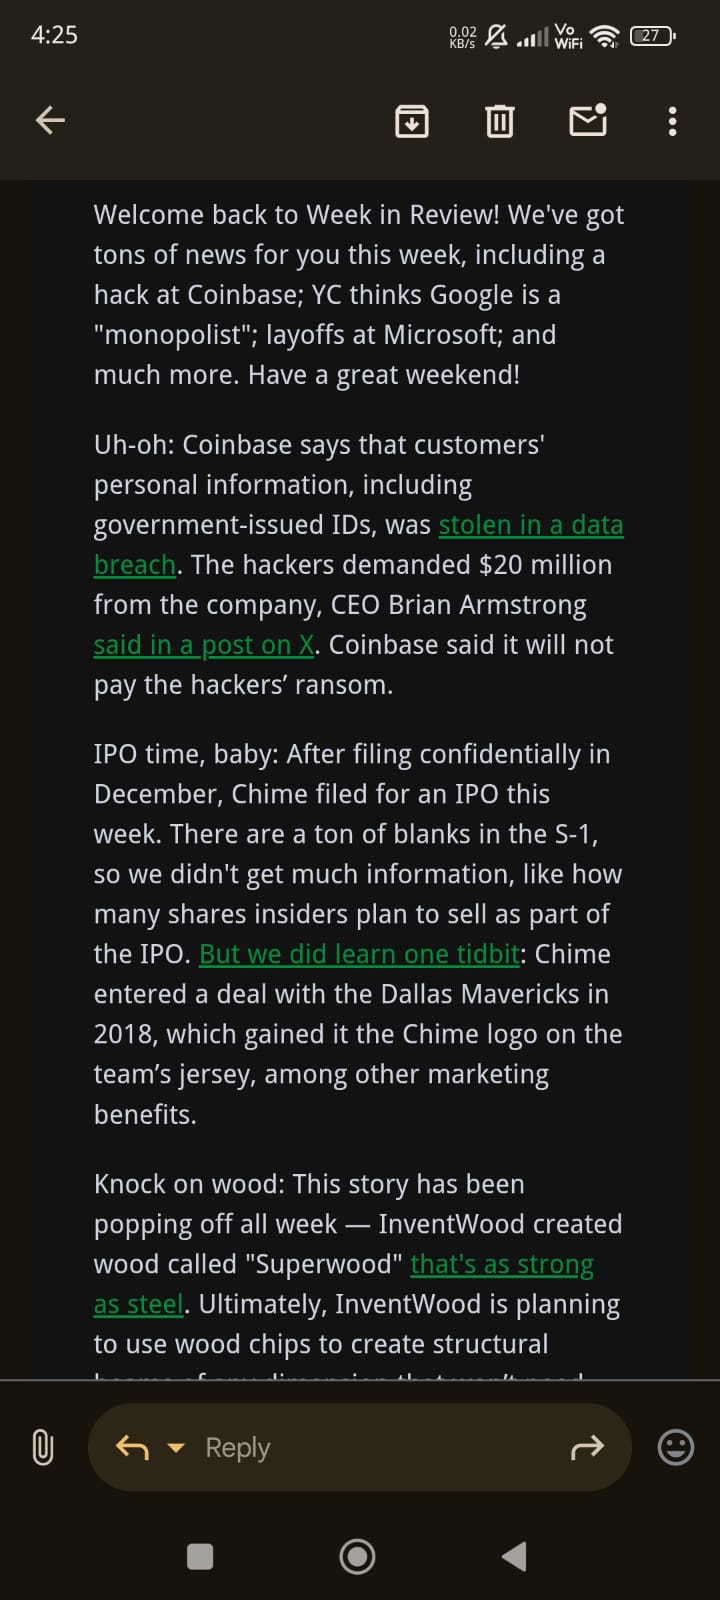 4:25
0.02
KB/s
Vo
WiFi
27
Welcome back to Week in Review! We've got
tons of news for you this week, including a
hack at Coinbase; YC thinks Google is a
"monopolist"; layoffs at Microsoft; and
much more. Have a great weekend!
Uh-oh: Coinbase says that customers'
personal information, including
government-issued IDs, was stolen in a data
breach. The hackers demanded $20 million
from the company, CEO Brian Armstrong
said in a post on X. Coinbase said it will not
pay the hackers’ ransom.
IPO time, baby: After filing confidentially in
December, Chime filed for an IPO this
week. There are a ton of blanks in the S-1,
so we didn't get much information, like how
many shares insiders plan to sell as part of
the IPO. But we did learn one tidbit: Chime
entered a deal with the Dallas Mavericks in
2018, which gained it the Chime logo on the
team’s jersey, among other marketing
benefits.
Knock on wood: This story has been
popping off all week — InventWood created
wood called "Superwood" that's as strong
as steel. Ultimately, InventWood is planning
to use wood chips to create structural
Reply